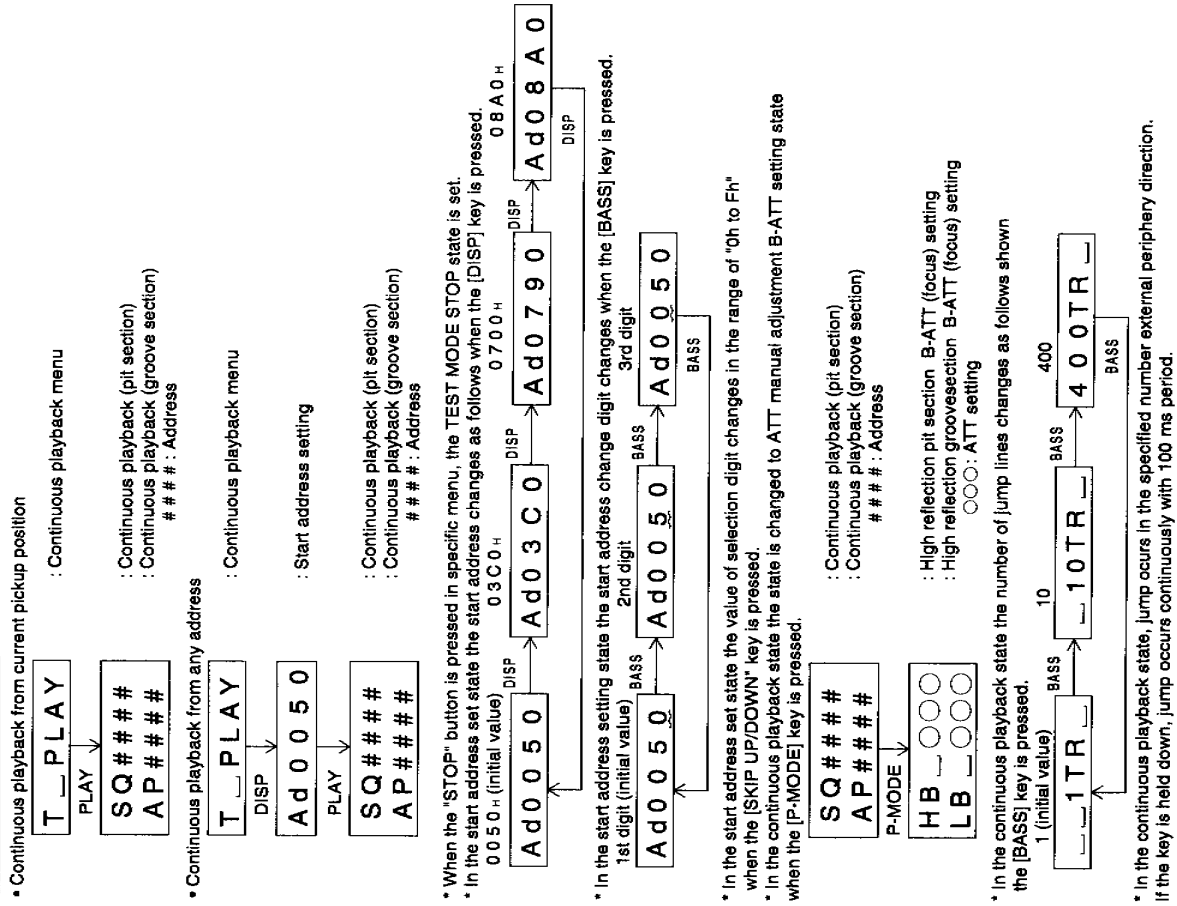 * Continuous playback from current pickup position
T ⎵ PLAY : Continuous playback menu
PLAY
SQ#### : Continuous playback (pit section)
AP#### : Continuous playback (groove section)
#### : Address
* Continuous playback from any address
T ⎵ PLAY : Continuous playback menu
DISP
Ad0050 : Start address setting
PLAY
SQ#### : Continuous playback (pit section)
AP#### : Continuous playback (groove section)
#### : Address
* When the "STOP" button is pressed in specific menu, the TEST MODE STOP state is set.
* In the start address set state the start address changes as follows when the [DISP] key is pressed.
0050H (initial value) 03C0H 0700H 08A0H
Ad0050 DISP Ad03C0 DISP Ad0790 DISP Ad08A0
DISP
* In the start address setting state the start address change digit changes when the [BASS] key is pressed.
1st digit (initial value) 2nd digit 3rd digit
Ad0050 BASS Ad0050 BASS Ad0050
BASS
* In the start address set state the value of selection digit changes in the range of "0h to Fh"
when the [SKIP UP/DOWN" key is pressed.
* In the continuous playback state the state is changed to ATT manual adjustment B-ATT setting state
when the [P-MODE] key is pressed.
SQ#### : Continuous playback (pit section)
AP#### : Continuous playback (groove section)
#### : Address
P-MODE
HB ⎵ ○○○ : High reflection pit section B-ATT (focus) setting
LB ⎵ ○○○ : High reflection groovesection B-ATT (focus) setting
○○○ : ATT setting
* In the continuous playback state the number of jump lines changes as follows shown
the [BASS] key is pressed.
1 (initial value) 10 400
⎵ ⎵ 1TR ⎵ BASS ⎵ 10TR ⎵ BASS 400TR ⎵
BASS
* In the continuous playback state, jump occurs in the specified number external periphery direction.
If the key is held down, jump occurs continuously with 100 ms period.